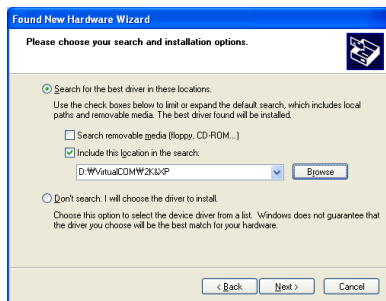 Found New Hardware Wizard
Please choose your search and installation options.
Search for the best driver in these locations.
Use the check boxes below to limit or expand the default search, which includes local
paths and removable media. The best driver found will be installed.
Search removable media (floppy, CD-ROM...)
Include this location in the search:
D:₩VirtualCOM₩2K&XP
Browse
Don't search. I will choose the driver to install.
Choose this option to select the device driver from a list. Windows does not guarantee that
the driver you choose will be the best match for your hardware.
< Back
Next >
Cancel